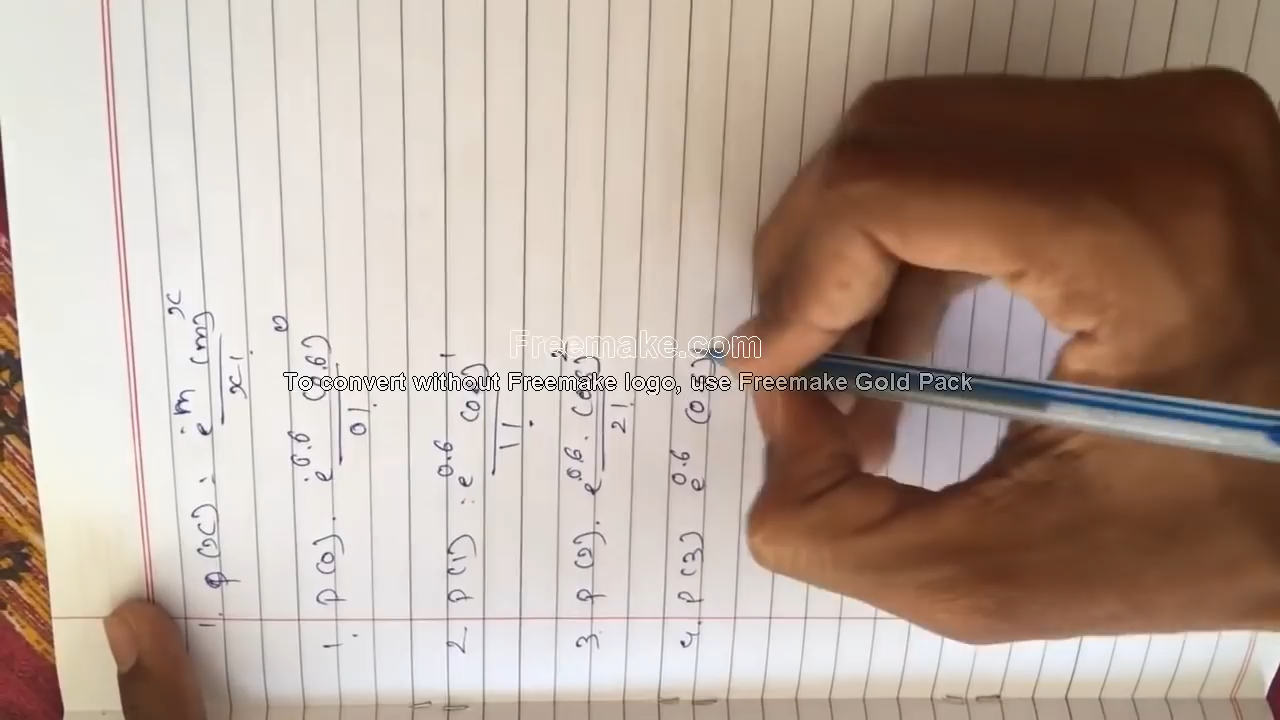 1. P(x) = e^-m (m)^x / x!
1. P(0). e^-0.6 (0.6)^0 / 0!
2 P(1) : e^0.6 (0.6)^1 / 1!
3. P(2). e^0.6. (0.6)^2 / 2!
4. P(3) e^0.6 (0.5)
Freemake.com
To convert without Freemake logo, use Freemake Gold Pack